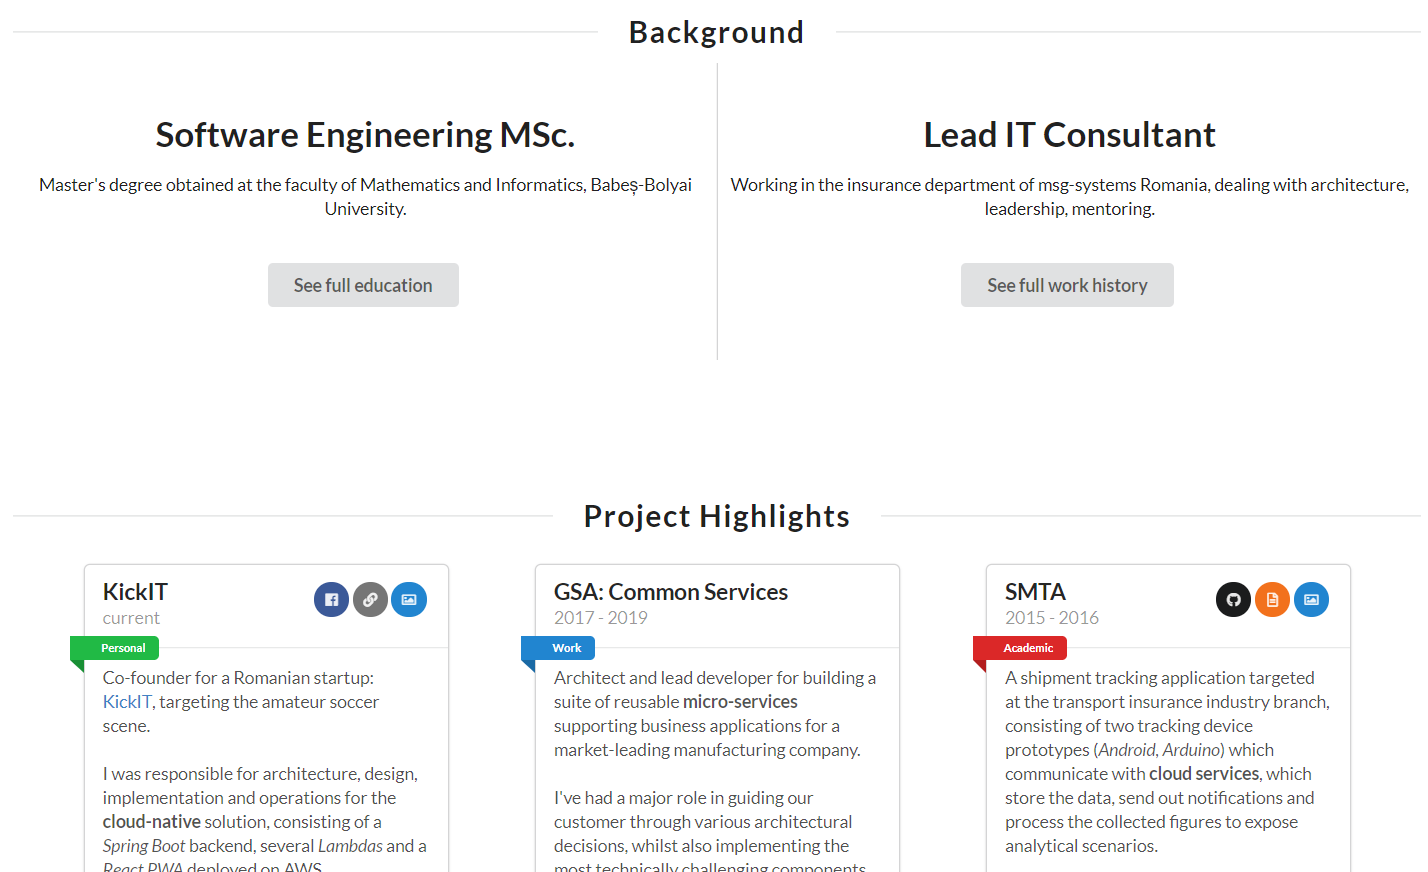 Background
Software Engineering MSc.
Master's degree obtained at the faculty of Mathematics and Informatics, Babeș-Bolyai
University.
See full education
Lead IT Consultant
Working in the insurance department of msg-systems Romania, dealing with architecture,
leadership, mentoring.
See full work history
Project Highlights
KickIT
current
Personal
Co-founder for a Romanian startup:
KickIT, targeting the amateur soccer
scene.
I was responsible for architecture, design,
implementation and operations for the
cloud-native solution, consisting of a
Spring Boot backend, several Lambdas and a
React PWA deployed on AWS
GSA: Common Services
2017 - 2019
Work
Architect and lead developer for building a
suite of reusable micro-services
supporting business applications for a
market-leading manufacturing company.
I've had a major role in guiding our
customer through various architectural
decisions, whilst also implementing the
most technically challenging components
SMTA
2015 - 2016
Academic
A shipment tracking application targeted
at the transport insurance industry branch,
consisting of two tracking device
prototypes (Android, Arduino) which
communicate with cloud services, which
store the data, send out notifications and
process the collected figures to expose
analytical scenarios.